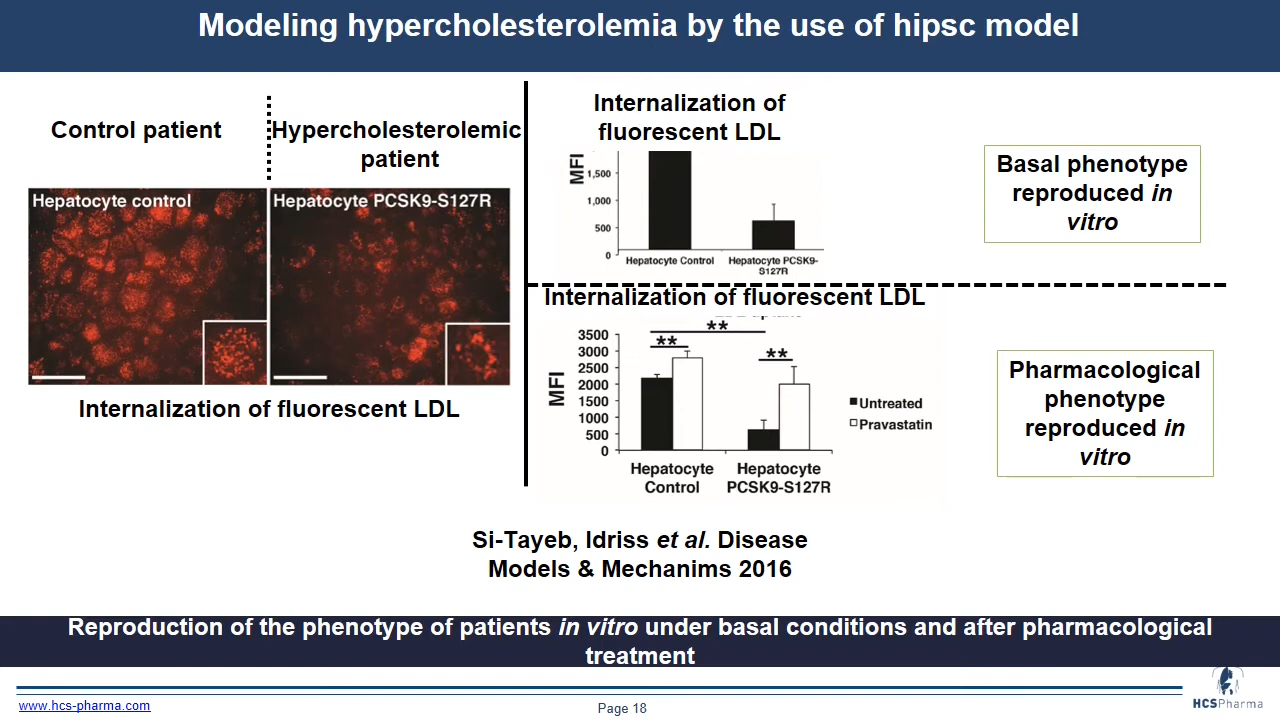 Modeling hypercholesterolemia by the use of hipsc model
Control patient
Hypercholesterolemic
patient
Hepatocyte control
Hepatocyte PCSK9-S127R
Internalization of fluorescent LDL
Internalization of
fluorescent LDL
MFI
1,500
1,000
500
0
Hepatocyte Control
Hepatocyte PCSK9-
S127R
Basal phenotype
reproduced in
vitro
Internalization of fluorescent LDL
**
**
**
3500
3000
2500
2000
1500
1000
500
0
MFI
Untreated
Pravastatin
Hepatocyte
Control
Hepatocyte
PCSK9-S127R
Pharmacological
phenotype
reproduced in
vitro
Si-Tayeb, Idriss et al. Disease
Models & Mechanims 2016
Reproduction of the phenotype of patients in vitro under basal conditions and after pharmacological
treatment
www.hcs-pharma.com
Page 18
HCSPharma